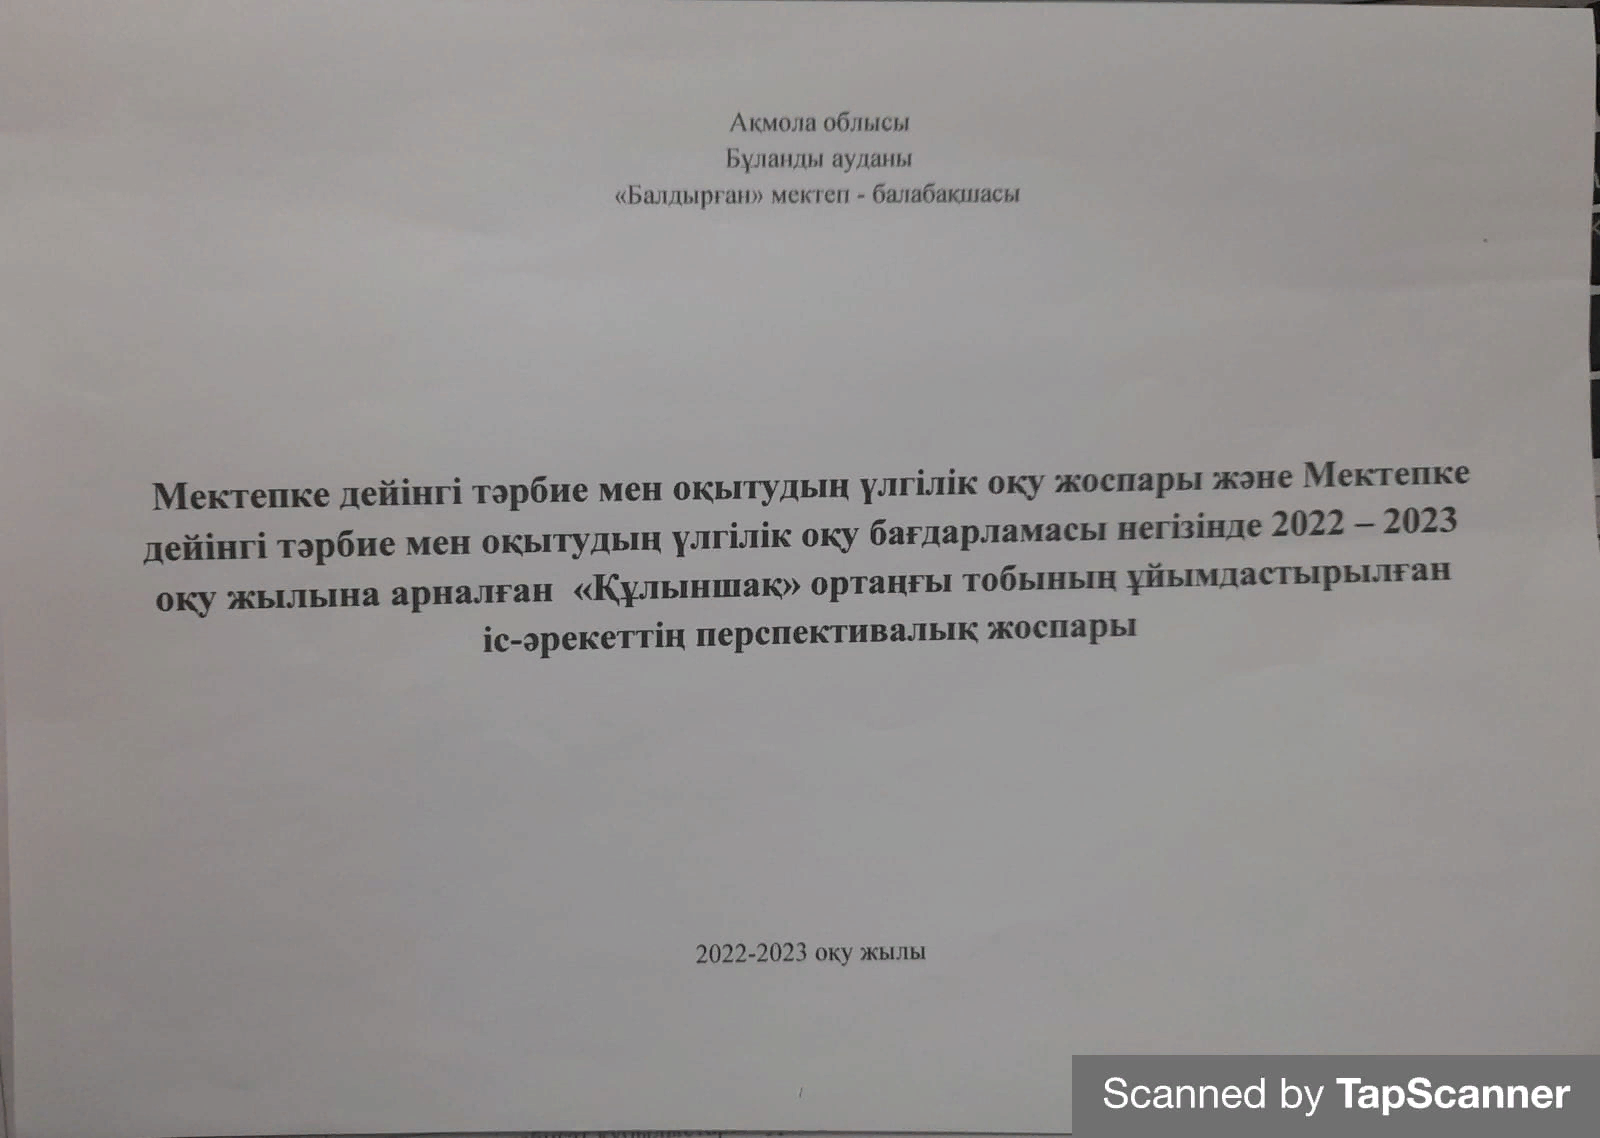 Ақмола облысы
Бұланды ауданы
«Балдырған» мектеп - балабақшасы
Мектепке дейінгі тәрбие мен оқытудың үлгілік оқу жоспары және Мектепке
дейінгі тәрбие мен оқытудың үлгілік оқу бағдарламасы негізінде 2022 – 2023
оқу жылына арналған «Құлыншақ» ортаңғы тобының ұйымдастырылған
іс-әрекеттің перспективалық жоспары
2022-2023 оқу жылы
Scanned by TapScanner